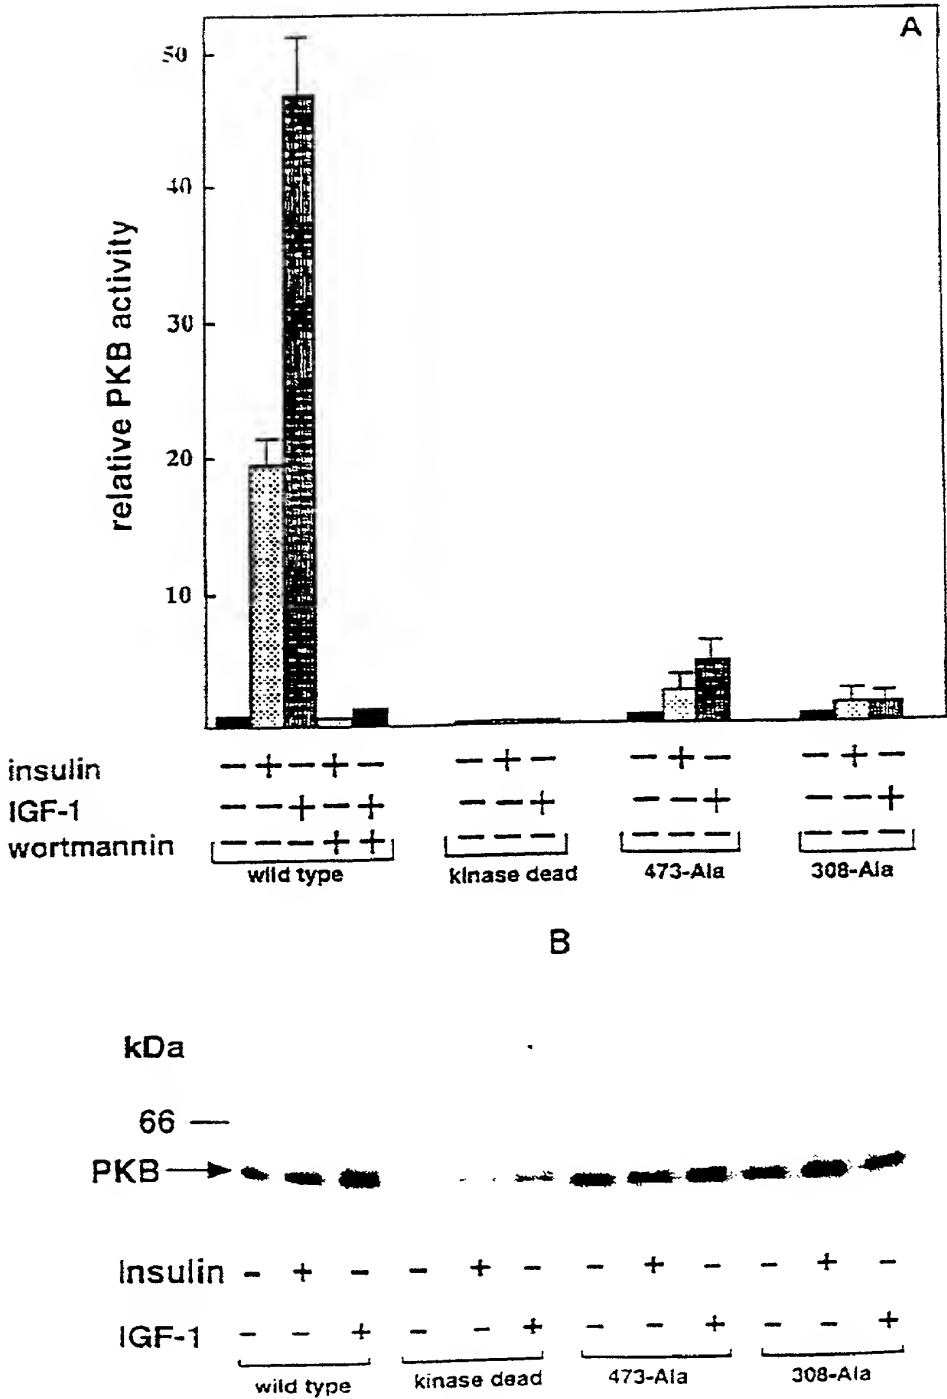 A
50
40
30
20
10
relative PKB activity
insulin − + − + − − + − − + − − + −
IGF-1 − − + − + − − + − − + − − +
wortmannin − − − + + − − − − − − − − −
wild type kinase dead 473-Ala 308-Ala
B
kDa
66
PKB
Insulin − + − − + − − + − − + −
IGF-1 − − + − − + − − + − − +
wild type kinase dead 473-Ala 308-Ala